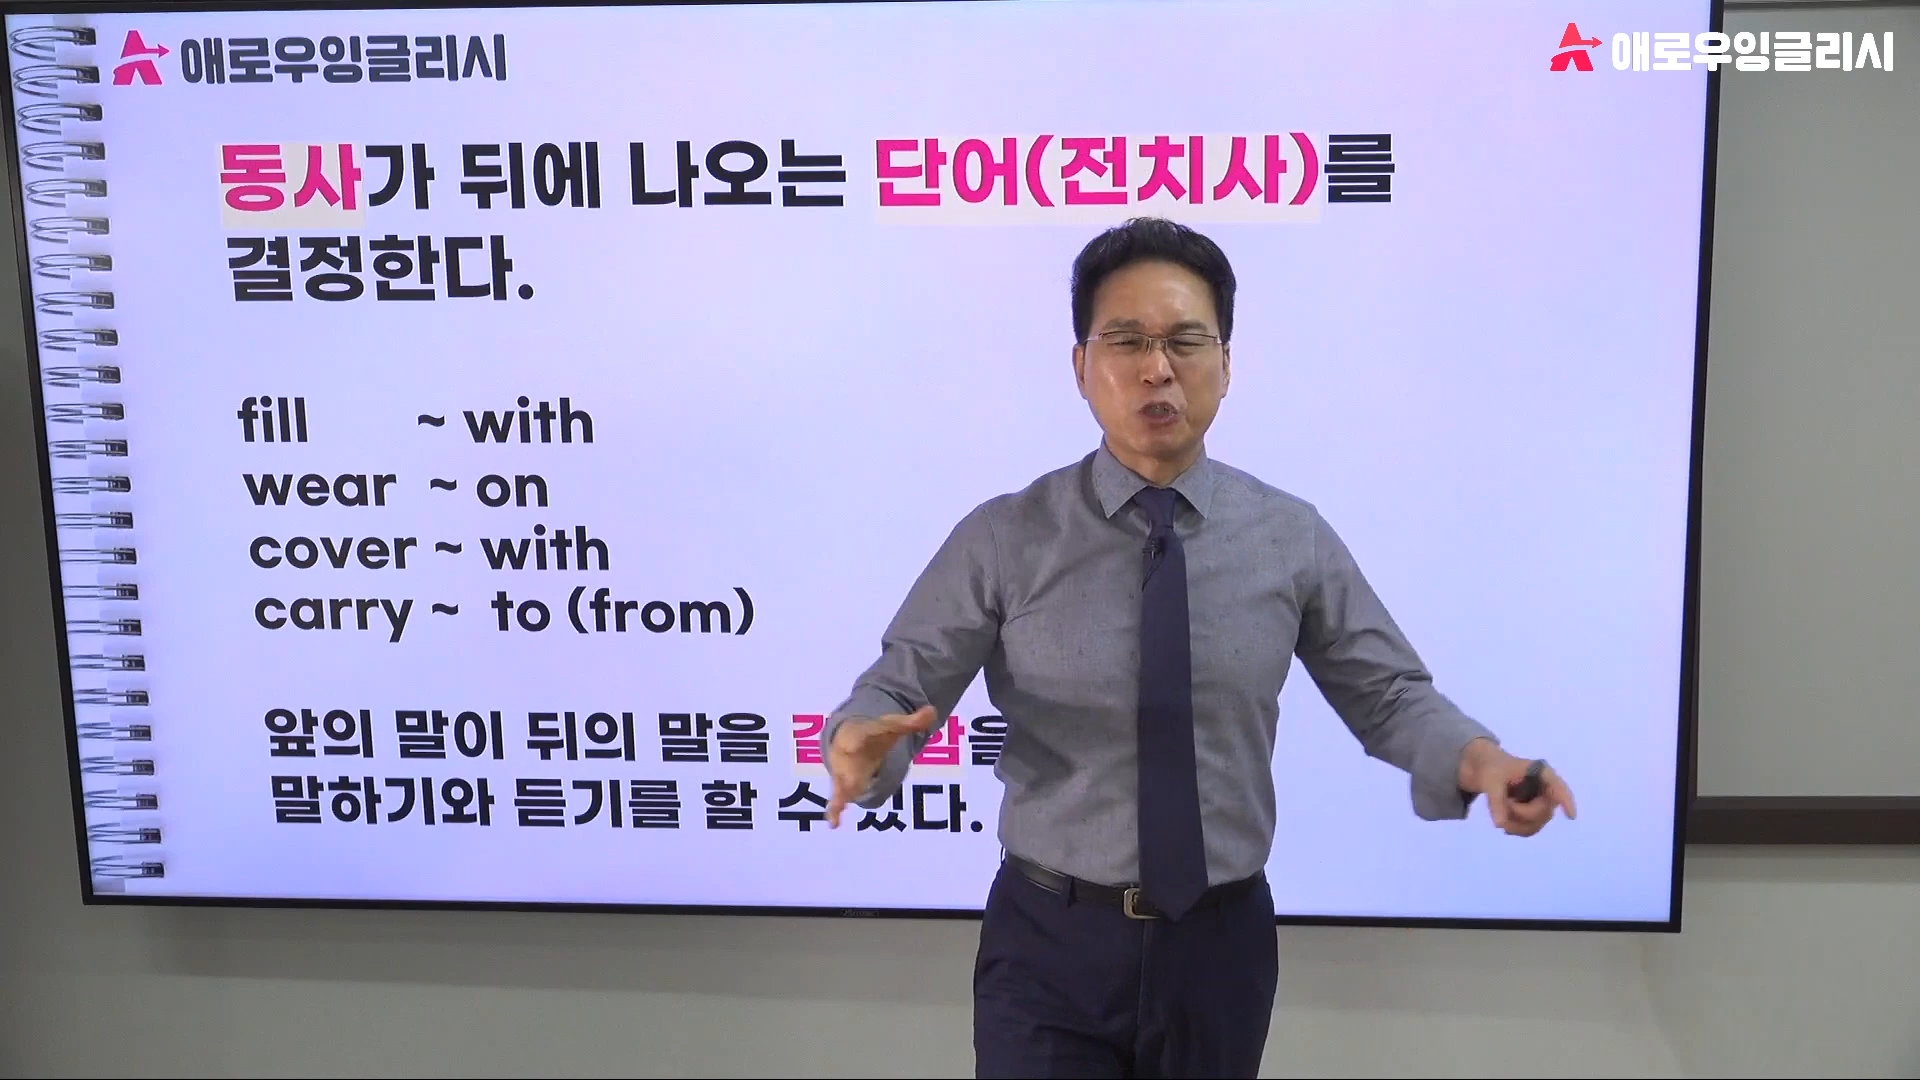 애로우잉글리시
애로우잉글리시
동사가 뒤에 나오는 단어(전치사)를
결정한다.
fill ~ with
wear ~ on
cover ~ with
carry ~ to (from)
앞의 말이 뒤의 말을
말하기와 듣기를 할 수 있다.